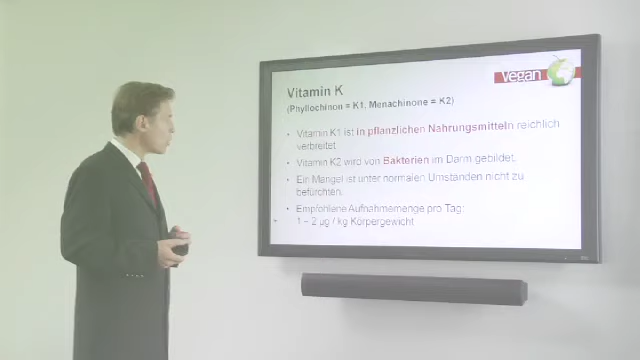 Vegan
Vitamin K
(Phyllochinon = K1, Menachinone = K2)
• Vitamin K1 ist in pflanzlichen Nahrungsmitteln reichlich
verbreitet
• Vitamin K2 wird von Bakterien im Darm gebildet.
• Ein Mangel ist unter normalen Umständen nicht zu
befürchten.
• Empfohlene Aufnahmemenge pro Tag:
1 – 2 µg / kg Körpergewicht